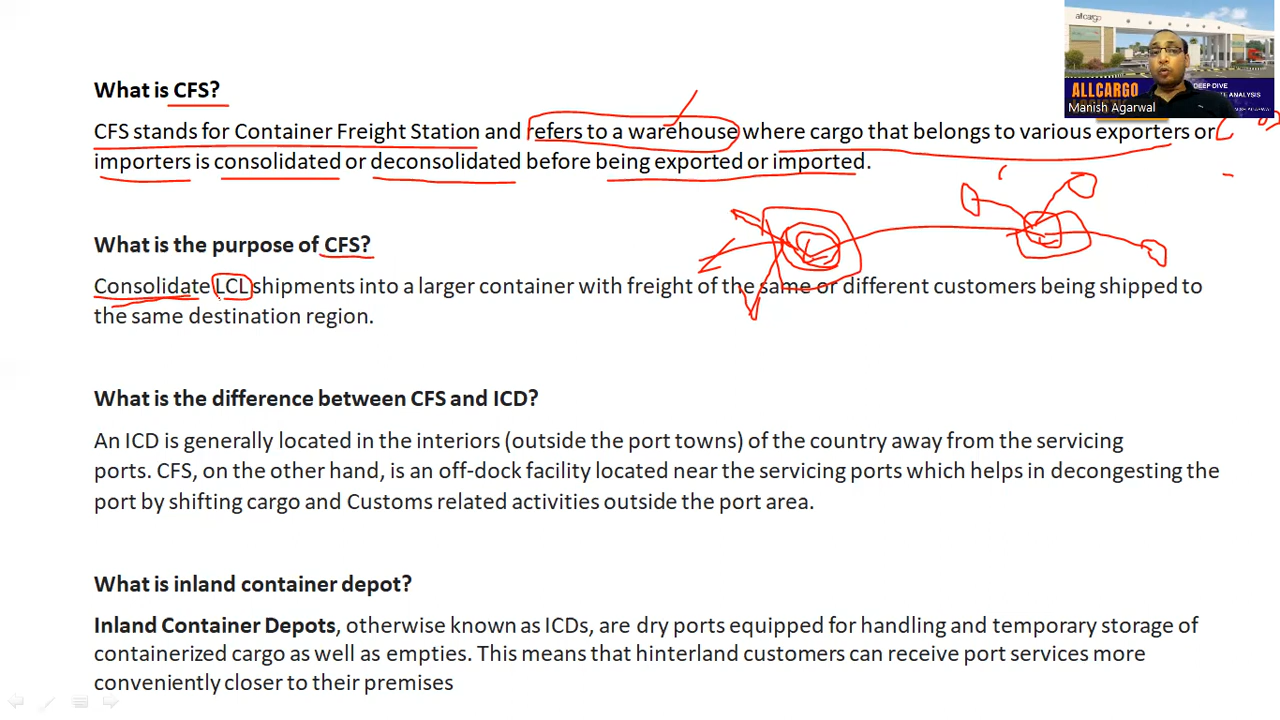 allcargo
ALLCARGO
DEEP DIVE
L ANALYSIS
Manish Agarwal
NISH AGARWAL
What is CFS?
CFS stands for Container Freight Station and refers to a warehouse where cargo that belongs to various exporters or
importers is consolidated or deconsolidated before being exported or imported.
What is the purpose of CFS?
Consolidate LCL shipments into a larger container with freight of the same or different customers being shipped to
the same destination region.
What is the difference between CFS and ICD?
An ICD is generally located in the interiors (outside the port towns) of the country away from the servicing
ports. CFS, on the other hand, is an off-dock facility located near the servicing ports which helps in decongesting the
port by shifting cargo and Customs related activities outside the port area.
What is inland container depot?
Inland Container Depots, otherwise known as ICDs, are dry ports equipped for handling and temporary storage of
containerized cargo as well as empties. This means that hinterland customers can receive port services more
conveniently closer to their premises